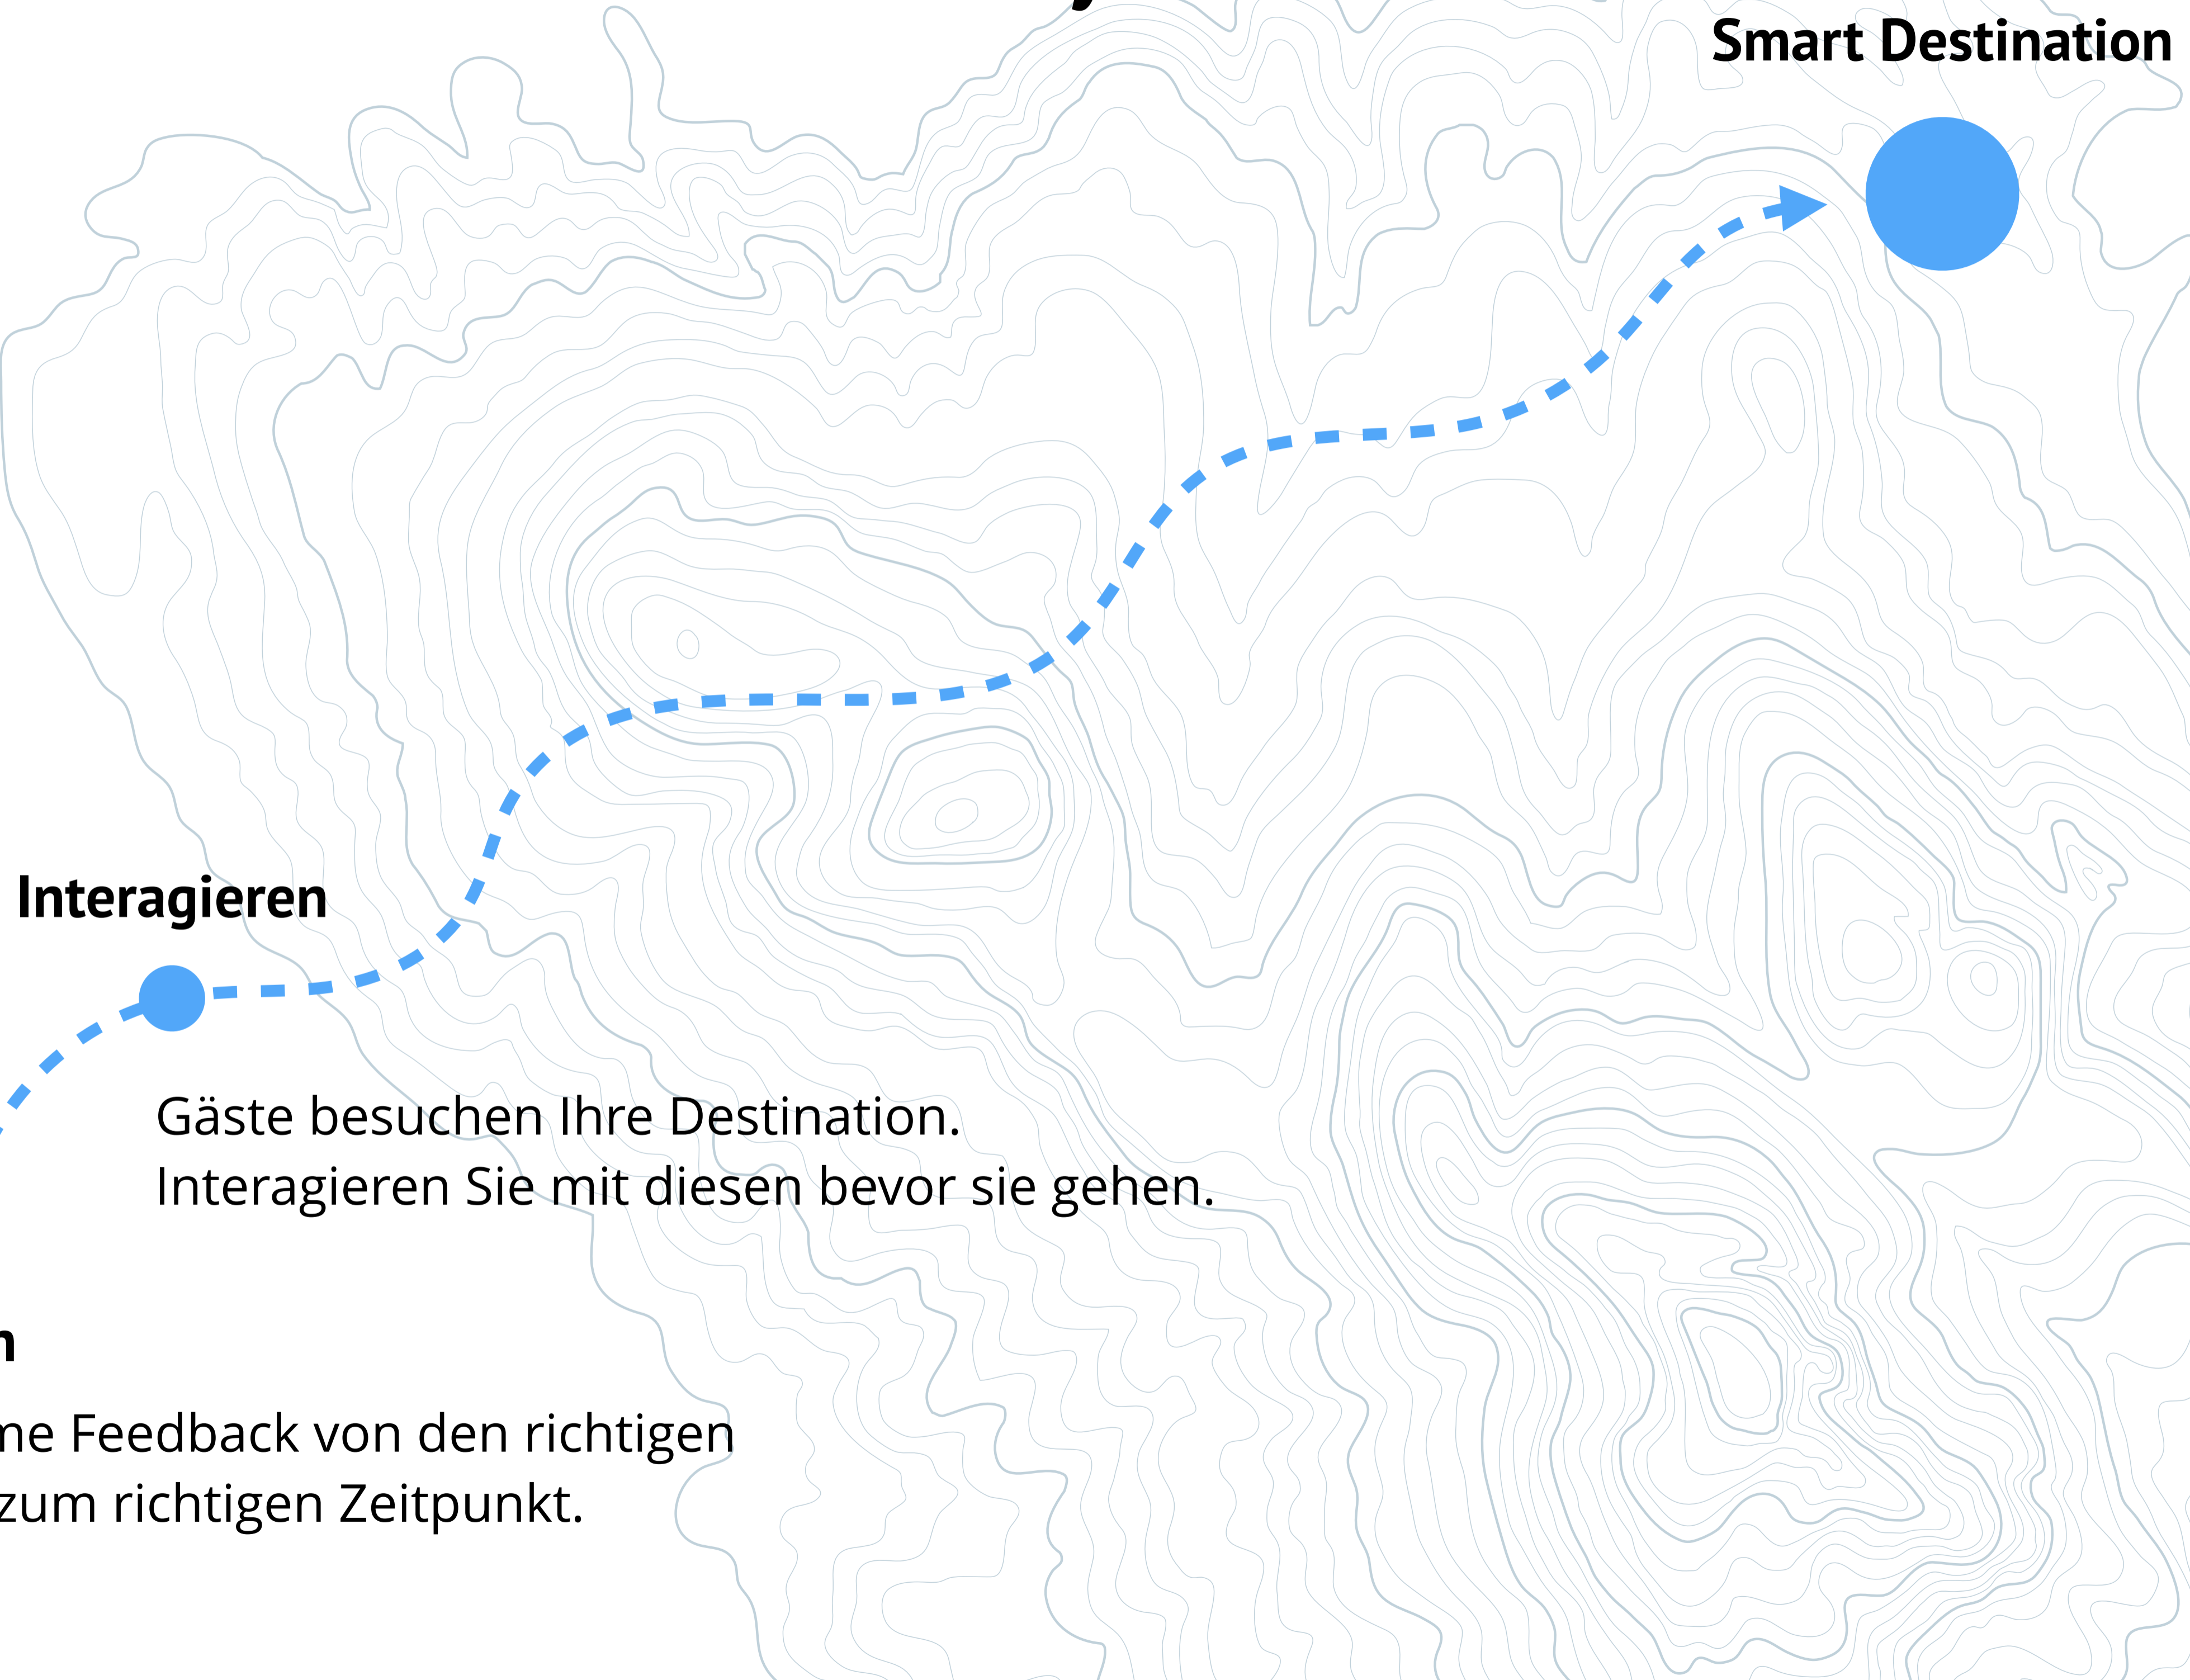 Smart Destination
Interagieren
Gäste besuchen Ihre Destination.
Interagieren Sie mit diesen bevor sie gehen.
Feedback von den richtigen
zum richtigen Zeitpunkt.